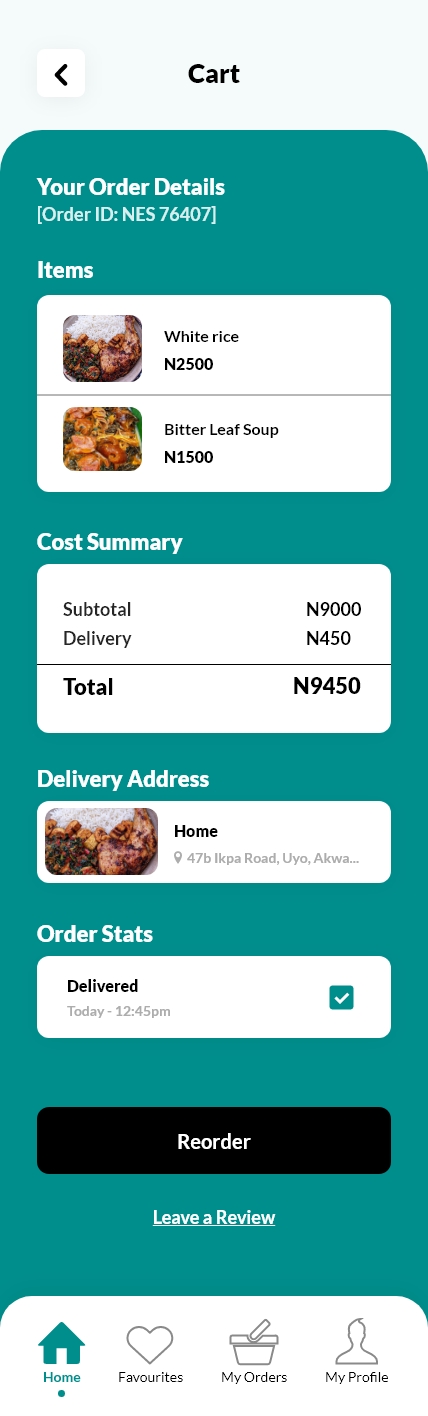 Cart
Your Order Details
[Order ID: NES 76407]
Items
White rice
N2500
Bitter Leaf Soup
N1500
Cost Summary
Subtotal N9000
Delivery N450
Total N9450
Delivery Address
Home
47b Ikpa Road, Uyo, Akwa...
Order Stats
Delivered
Today - 12:45pm
Reorder
Leave a Review
Home Favourites My Orders My Profile